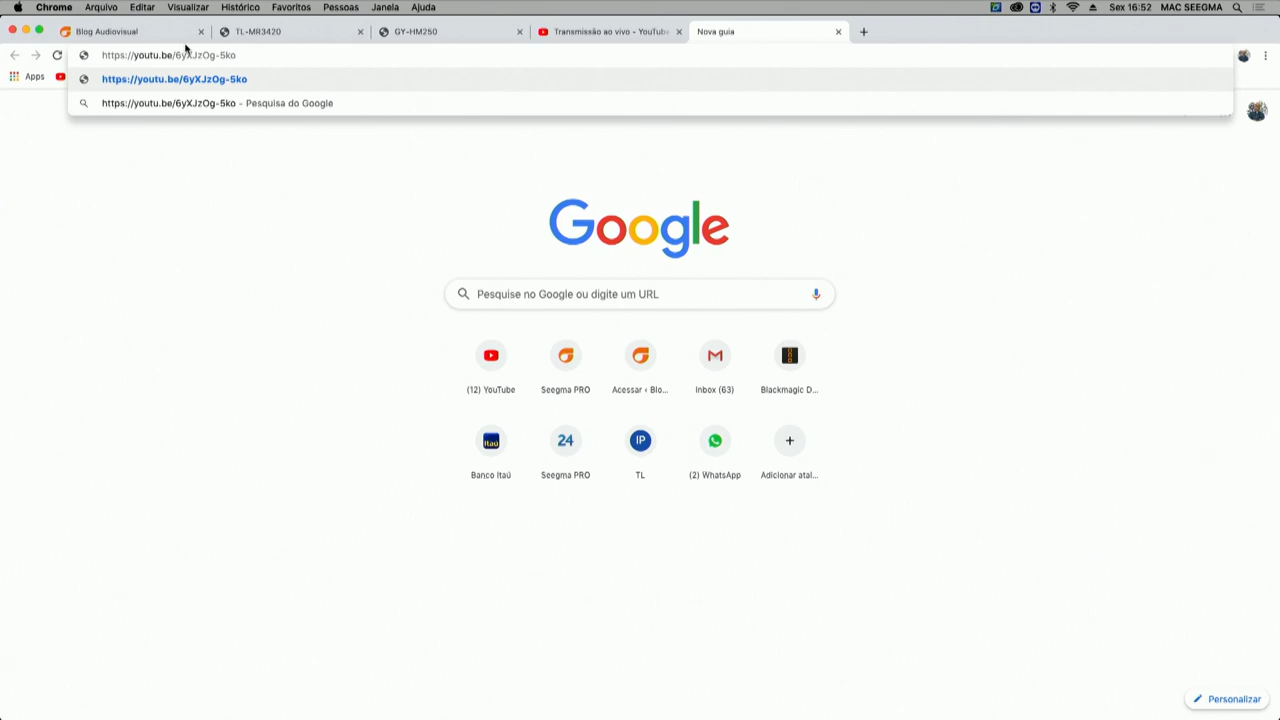 Chrome Arquivo Editar Visualizar Histórico Favoritos Pessoas Janela Ajuda Sex 16:52 MAC SEEGMA
Blog Audiovisual TL-MR3420 GY-HM250 Transmissão ao vivo - YouTube Nova guia
https://youtu.be/6yXJzOg-5ko
Apps
https://youtu.be/6yXJzOg-5ko
https://youtu.be/6yXJzOg-5ko - Pesquisa do Google
Google
Pesquise no Google ou digite um URL
(12) YouTube Seegma PRO Acessar ‹ Blo... Inbox (63) Blackmagic D...
Itaú 24 IP
Banco Itaú Seegma PRO TL (2) WhatsApp Adicionar atal...
Personalizar